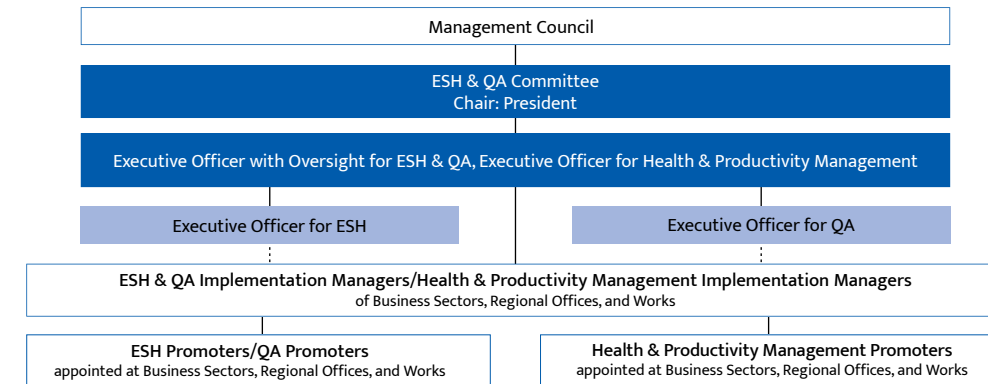 Management Council
ESH & QA Committee
Chair: President
Executive Officer with Oversight for ESH & QA, Executive Officer for Health & Productivity Management
Executive Officer for ESH
Executive Officer for QA
ESH & QA Implementation Managers/Health & Productivity Management Implementation Managers
of Business Sectors, Regional Offices, and Works
ESH Promoters/QA Promoters
appointed at Business Sectors, Regional Offices, and Works
Health & Productivity Management Promoters
appointed at Business Sectors, Regional Offices, and Works